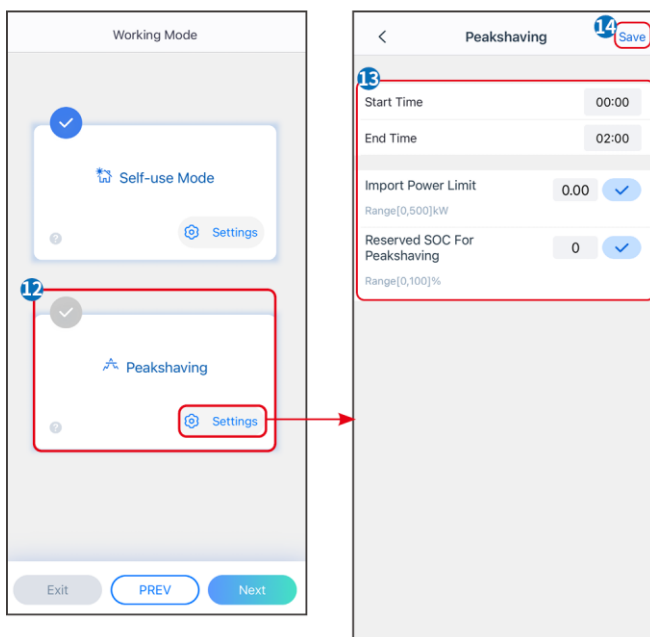 Working Mode
Self-use Mode
Settings
12
Peakshaving
Settings
Exit
PREV
Next
Peakshaving
14
Save
13
Start Time
00:00
End Time
02:00
Import Power Limit
0.00
Range[0,500]kW
Reserved SOC For
Peakshaving
0
Range[0,100]%